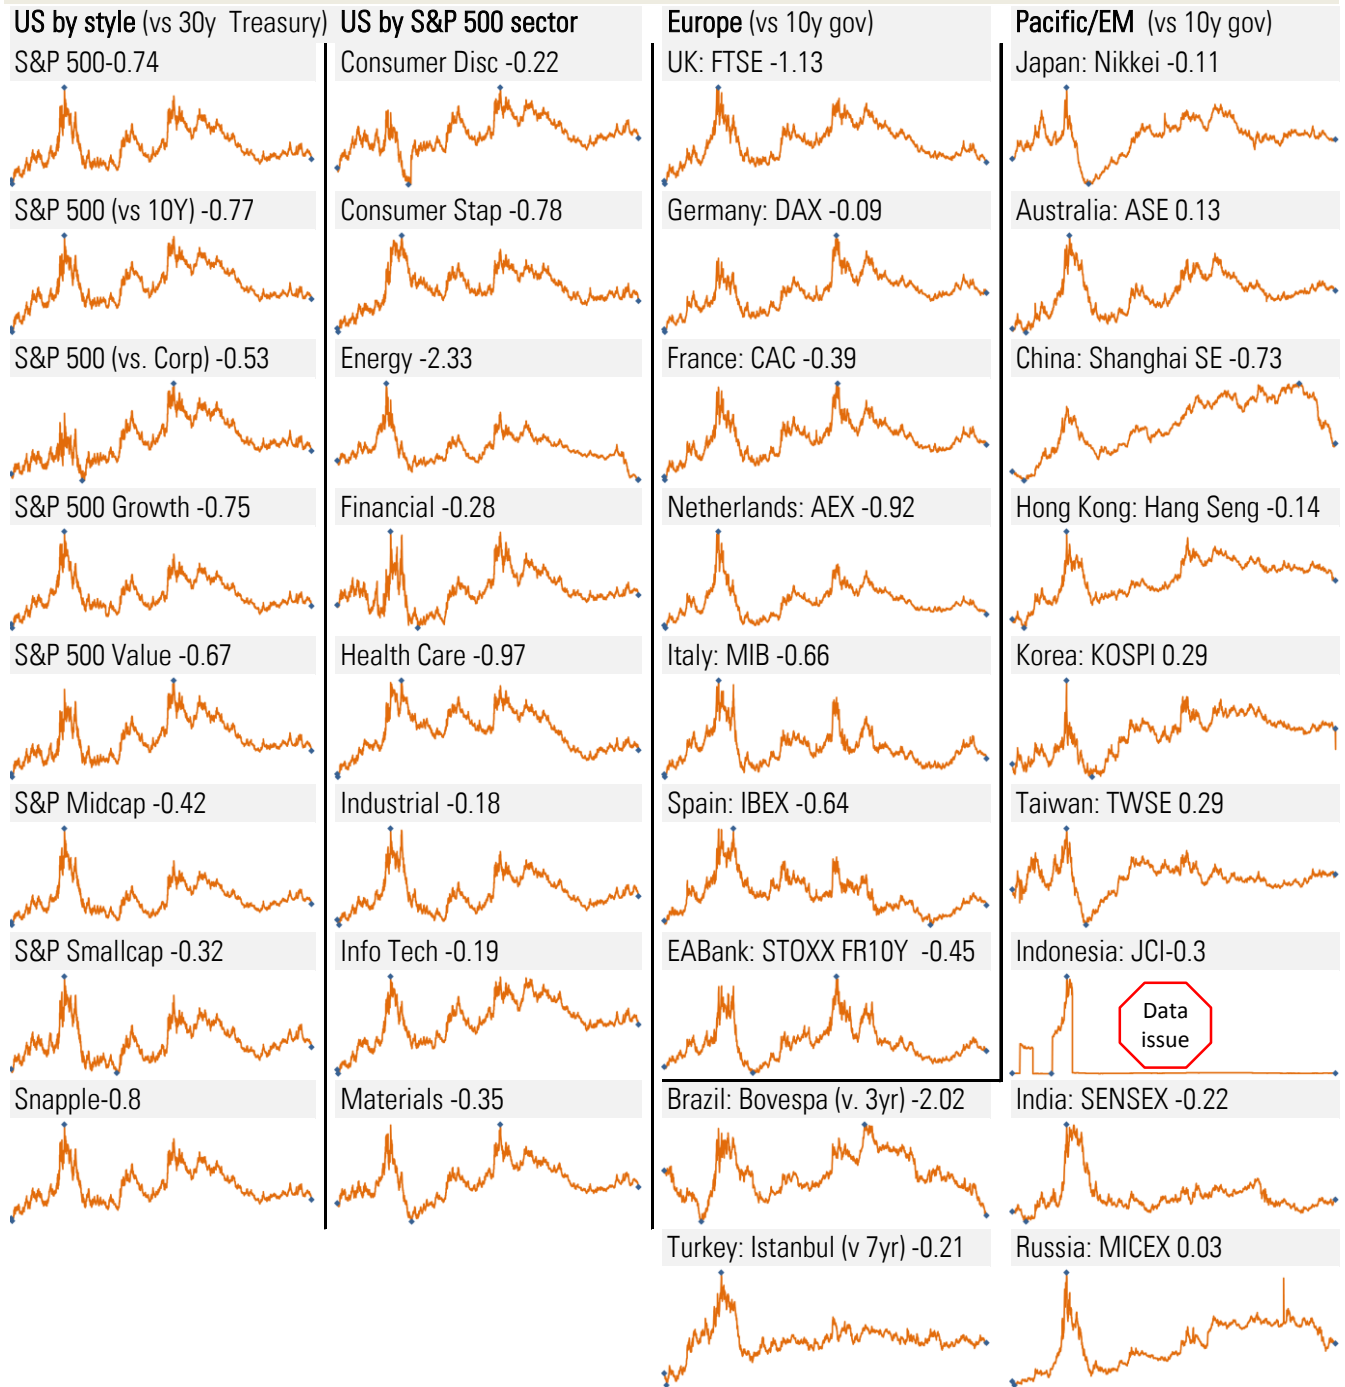 US by style (vs 30y Treasury)
S&P 500-0.74
S&P 500 (vs 10Y) -0.77
S&P 500 (vs. Corp) -0.53
S&P 500 Growth -0.75
S&P 500 Value -0.67
S&P Midcap -0.42
S&P Smallcap -0.32
Snapple-0.8
US by S&P 500 sector
Consumer Disc -0.22
Consumer Stap -0.78
Energy -2.33
Financial -0.28
Health Care -0.97
Industrial -0.18
Info Tech -0.19
Materials -0.35
Europe (vs 10y gov)
UK: FTSE -1.13
Germany: DAX -0.09
France: CAC -0.39
Netherlands: AEX -0.92
Italy: MIB -0.66
Spain: IBEX -0.64
EABank: STOXX FR10Y -0.45
Brazil: Bovespa (v. 3yr) -2.02
Turkey: Istanbul (v 7yr) -0.21
Pacific/EM (vs 10y gov)
Japan: Nikkei -0.11
Australia: ASE 0.13
China: Shanghai SE -0.73
Hong Kong: Hang Seng -0.14
Korea: KOSPI 0.29
Taiwan: TWSE 0.29
Indonesia: JCI-0.3
Data
issue
India: SENSEX -0.22
Russia: MICEX 0.03